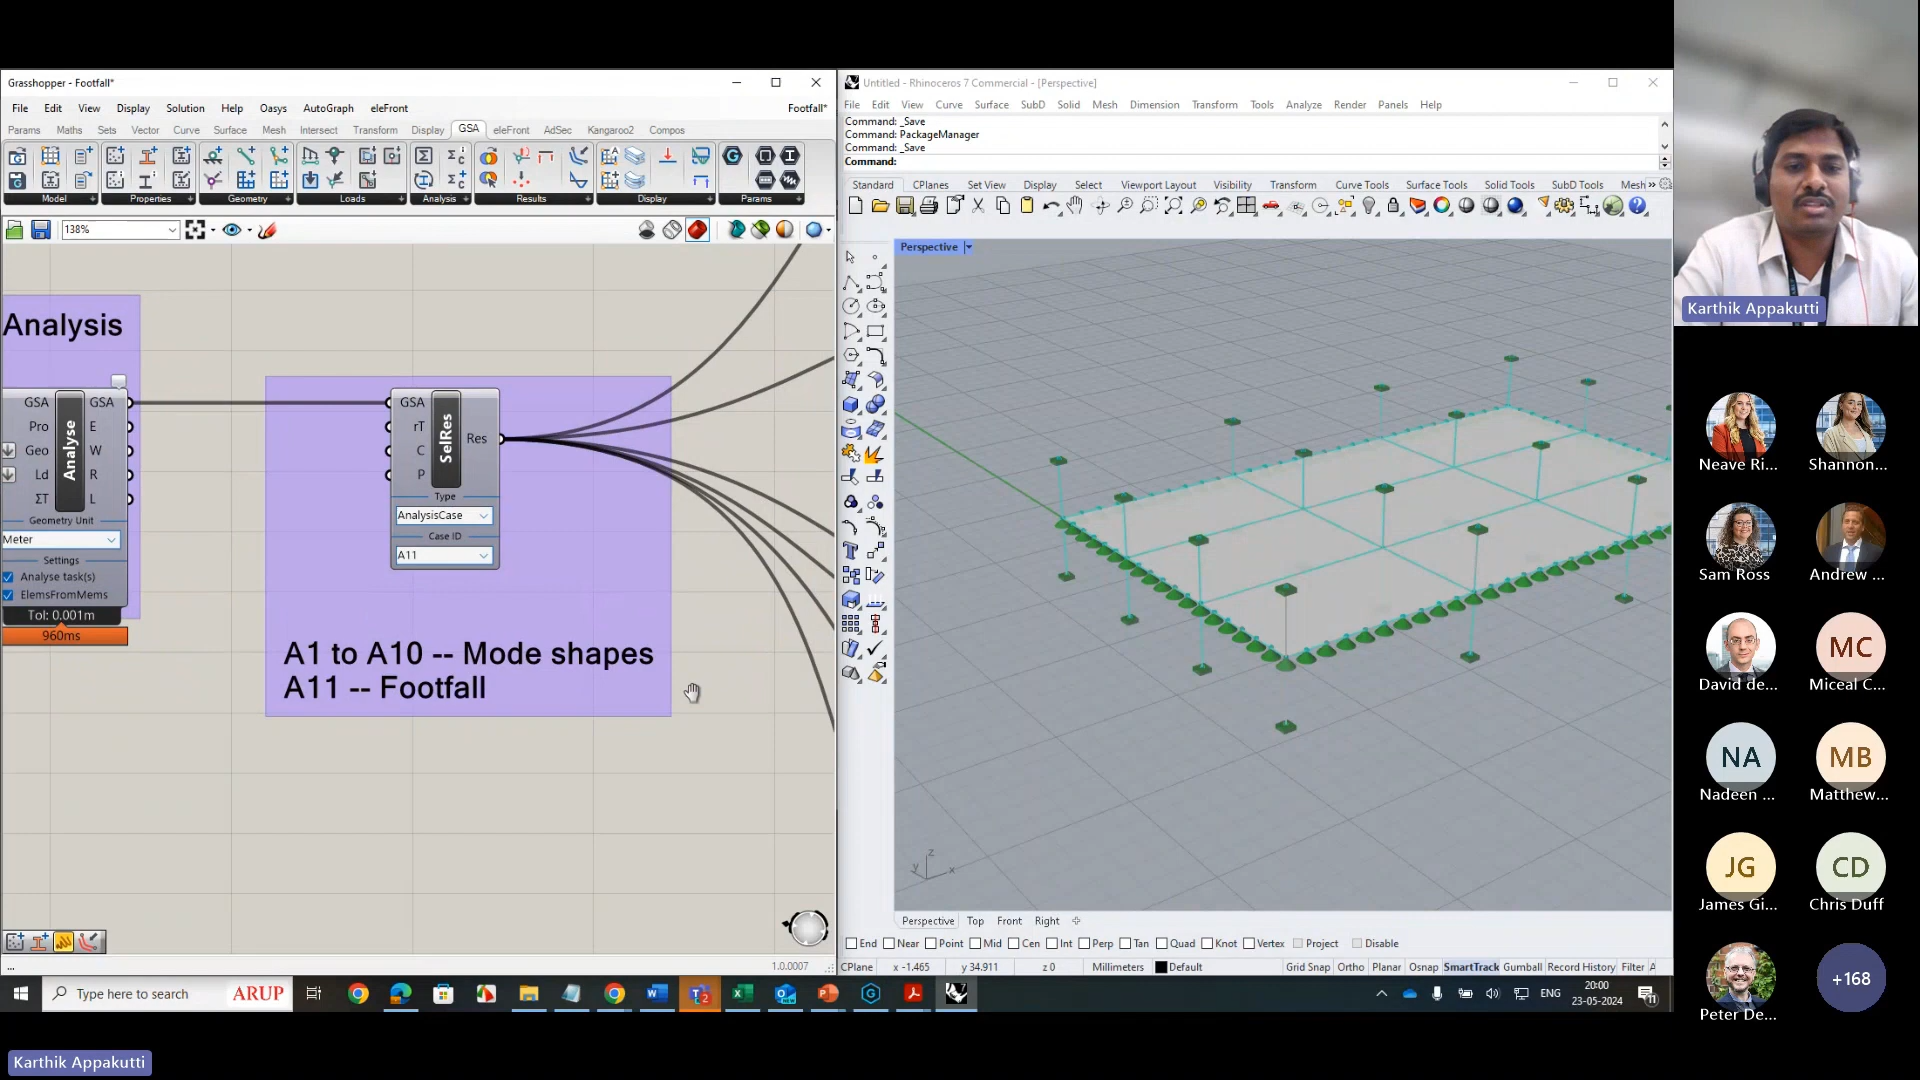 Grasshopper - Footfall*
File Edit View Display Solution Help Oasys AutoGraph eleFront Footfall*
Params Maths Sets Vector Curve Surface Mesh Intersect Transform Display GSA eleFront AdSec Kangaroo2 Compos
Model Properties Geometry Loads Analysis Results Display Params
138%
Analysis
GSA GSA
Pro E
Geo W
Ld R
ΣT L
Analyse
Geometry Unit
Meter
Settings
Analyse task(s)
ElemsFromMems
Tol: 0.001m
960ms
GSA
rT
C
P
SelRes
Res
Type
AnalysisCase
Case ID
A11
A1 to A10 -- Mode shapes
A11 -- Footfall
...
1.0.0007
Untitled - Rhinoceros 7 Commercial - [Perspective]
File Edit View Curve Surface SubD Solid Mesh Dimension Transform Tools Analyze Render Panels Help
Command: _Save
Command: PackageManager
Command: _Save
Command:
Standard CPlanes Set View Display Select Viewport Layout Visibility Transform Curve Tools Surface Tools Solid Tools SubD Tools Mesh »
Perspective
z
y
x
Perspective Top Front Right
End Near Point Mid Cen Int Perp Tan Quad Knot Vertex Project Disable
CPlane x -1.465 y 34.911 z 0 Millimeters Default Grid Snap Ortho Planar Osnap SmartTrack Gumball Record History Filter A
Type here to search ARUP
ENG
20:00
23-05-2024
11
Karthik Appakutti
Neave Ri... Shannon...
Sam Ross Andrew ...
MC
David de... Miceal C...
NA MB
Nadeen ... Matthew...
JG CD
James Gi... Chris Duff
+168
Peter De...
Karthik Appakutti